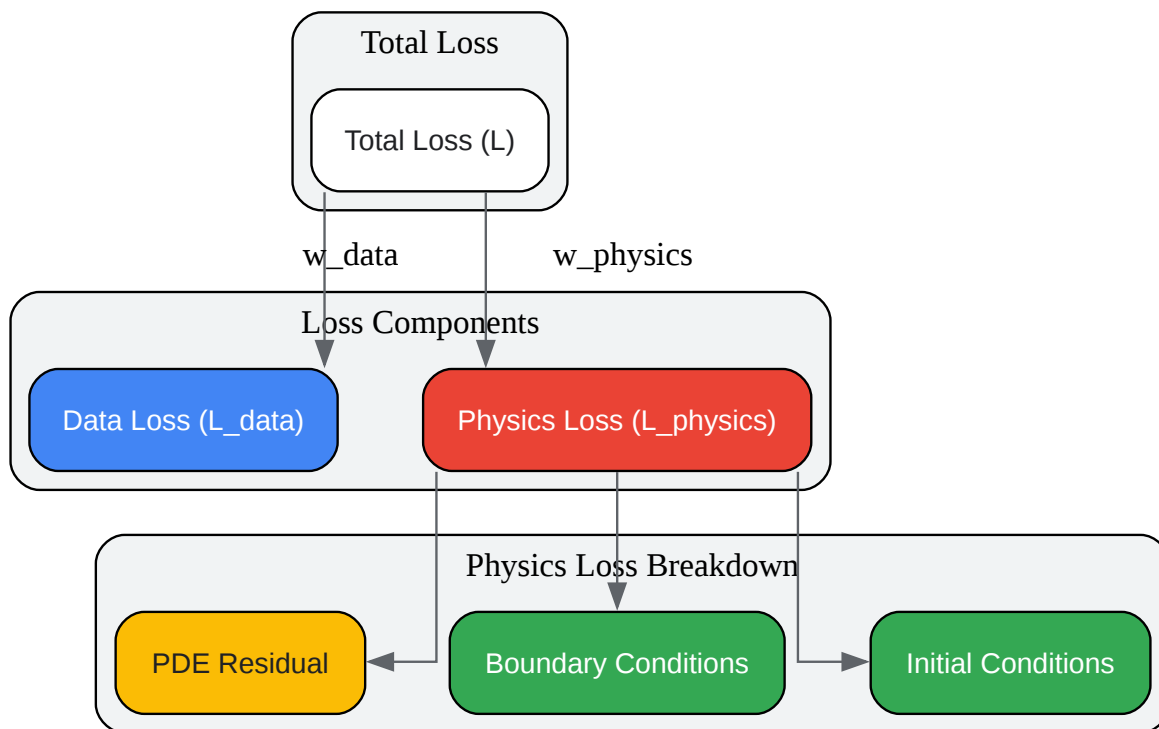 Total Loss
Total Loss (L)
w_data
w_physics
Loss Components
Data Loss (L_data)
Physics Loss (L_physics)
Physics Loss Breakdown
PDE Residual
Boundary Conditions
Initial Conditions